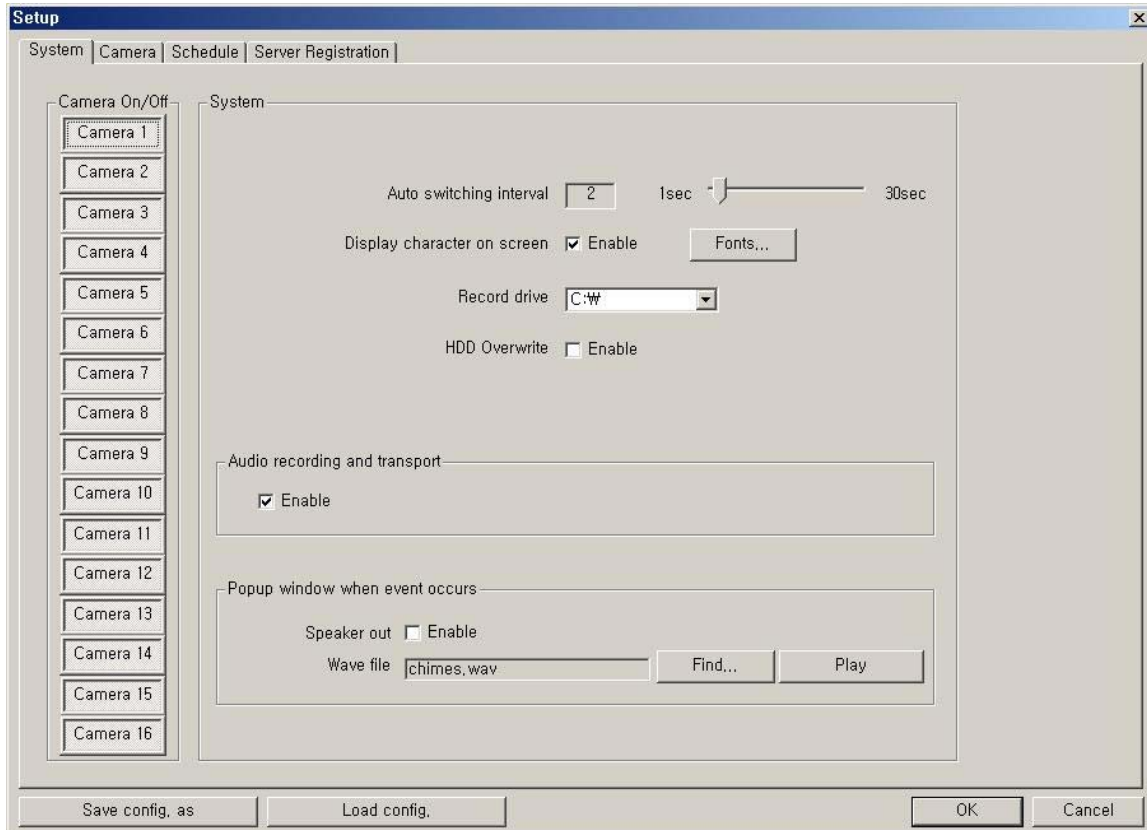 Setup
System Camera Schedule Server Registration
Camera On/Off
Camera 1
Camera 2
Camera 3
Camera 4
Camera 5
Camera 6
Camera 7
Camera 8
Camera 9
Camera 10
Camera 11
Camera 12
Camera 13
Camera 14
Camera 15
Camera 16
System
Auto switching interval 2 1sec 30sec
Display character on screen Enable Fonts...
Record drive C:₩
HDD Overwrite Enable
Audio recording and transport
Enable
Popup window when event occurs
Speaker out Enable
Wave file chimes.wav Find... Play
Save config. as Load config. OK Cancel